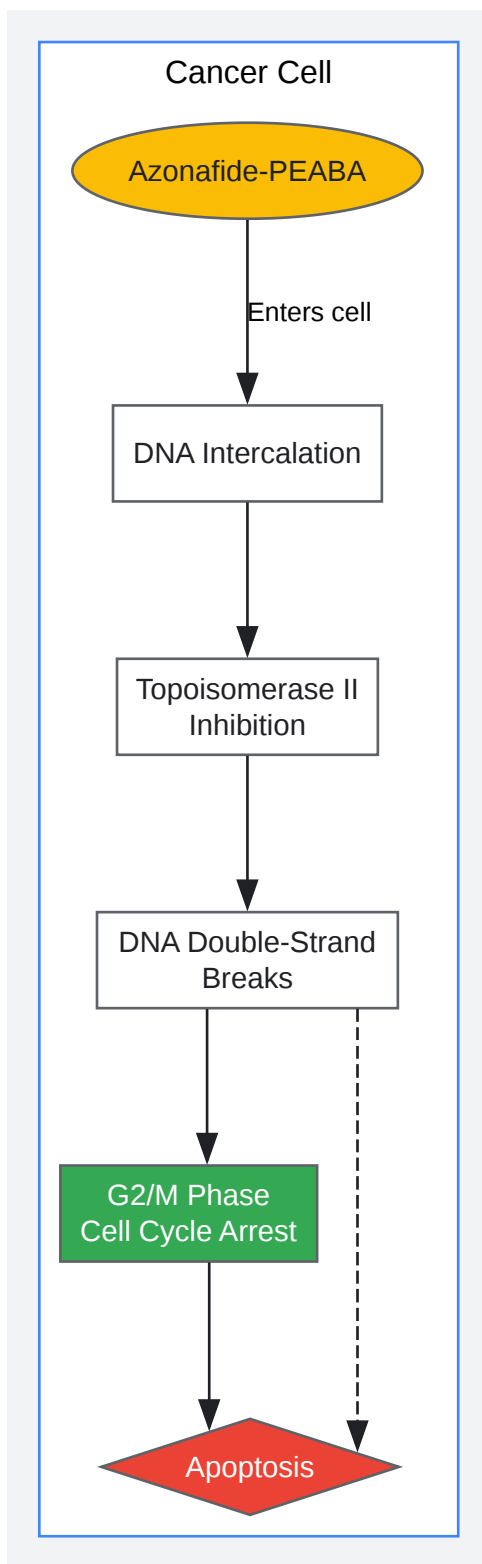 Cancer Cell
Azonafide-PEABA
Enters cell
DNA Intercalation
Topoisomerase II
Inhibition
DNA Double-Strand
Breaks
G2/M Phase
Cell Cycle Arrest
Apoptosis